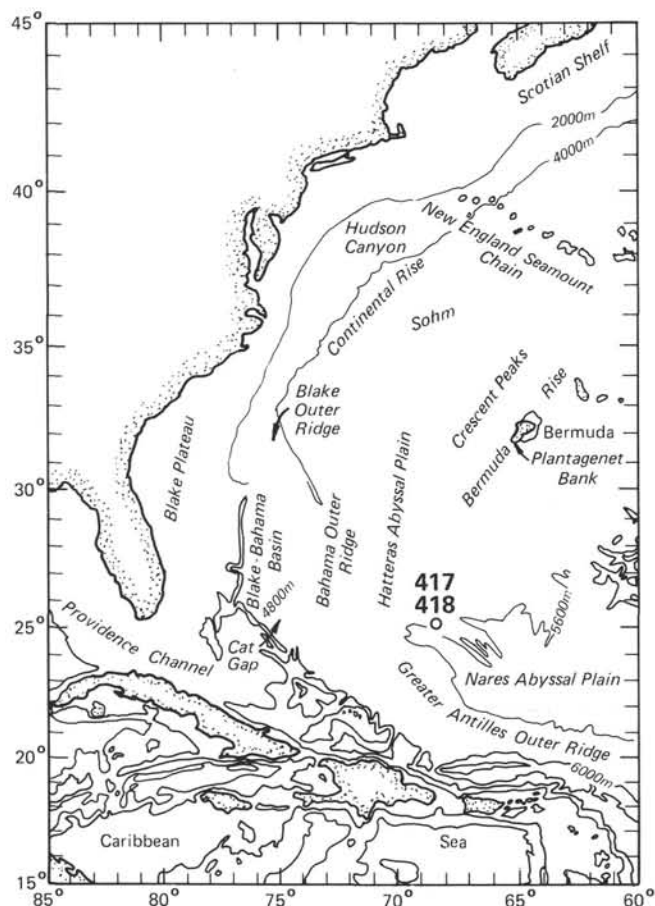 45°
Scotian Shelf
2000m
4000m
40°
Hudson
Canyon
New England Seamount
Chain
Continental Rise
Sohm
35°
Crescent Peaks
Rise
Blake
Outer
Ridge
Bermuda
Plantagenet
Bank
Bermuda
Blake Plateau
30°
Hatteras Abyssal Plain
Blake-Bahama
Basin
Bahama Outer
Ridge
4800m
417
418
5600m
25°
Providence Channel
Cat
Gap
Nares Abyssal Plain
Greater Antilles Outer Ridge
20°
6000m
Caribbean
Sea
15°
85°
80°
75°
70°
65°
60°